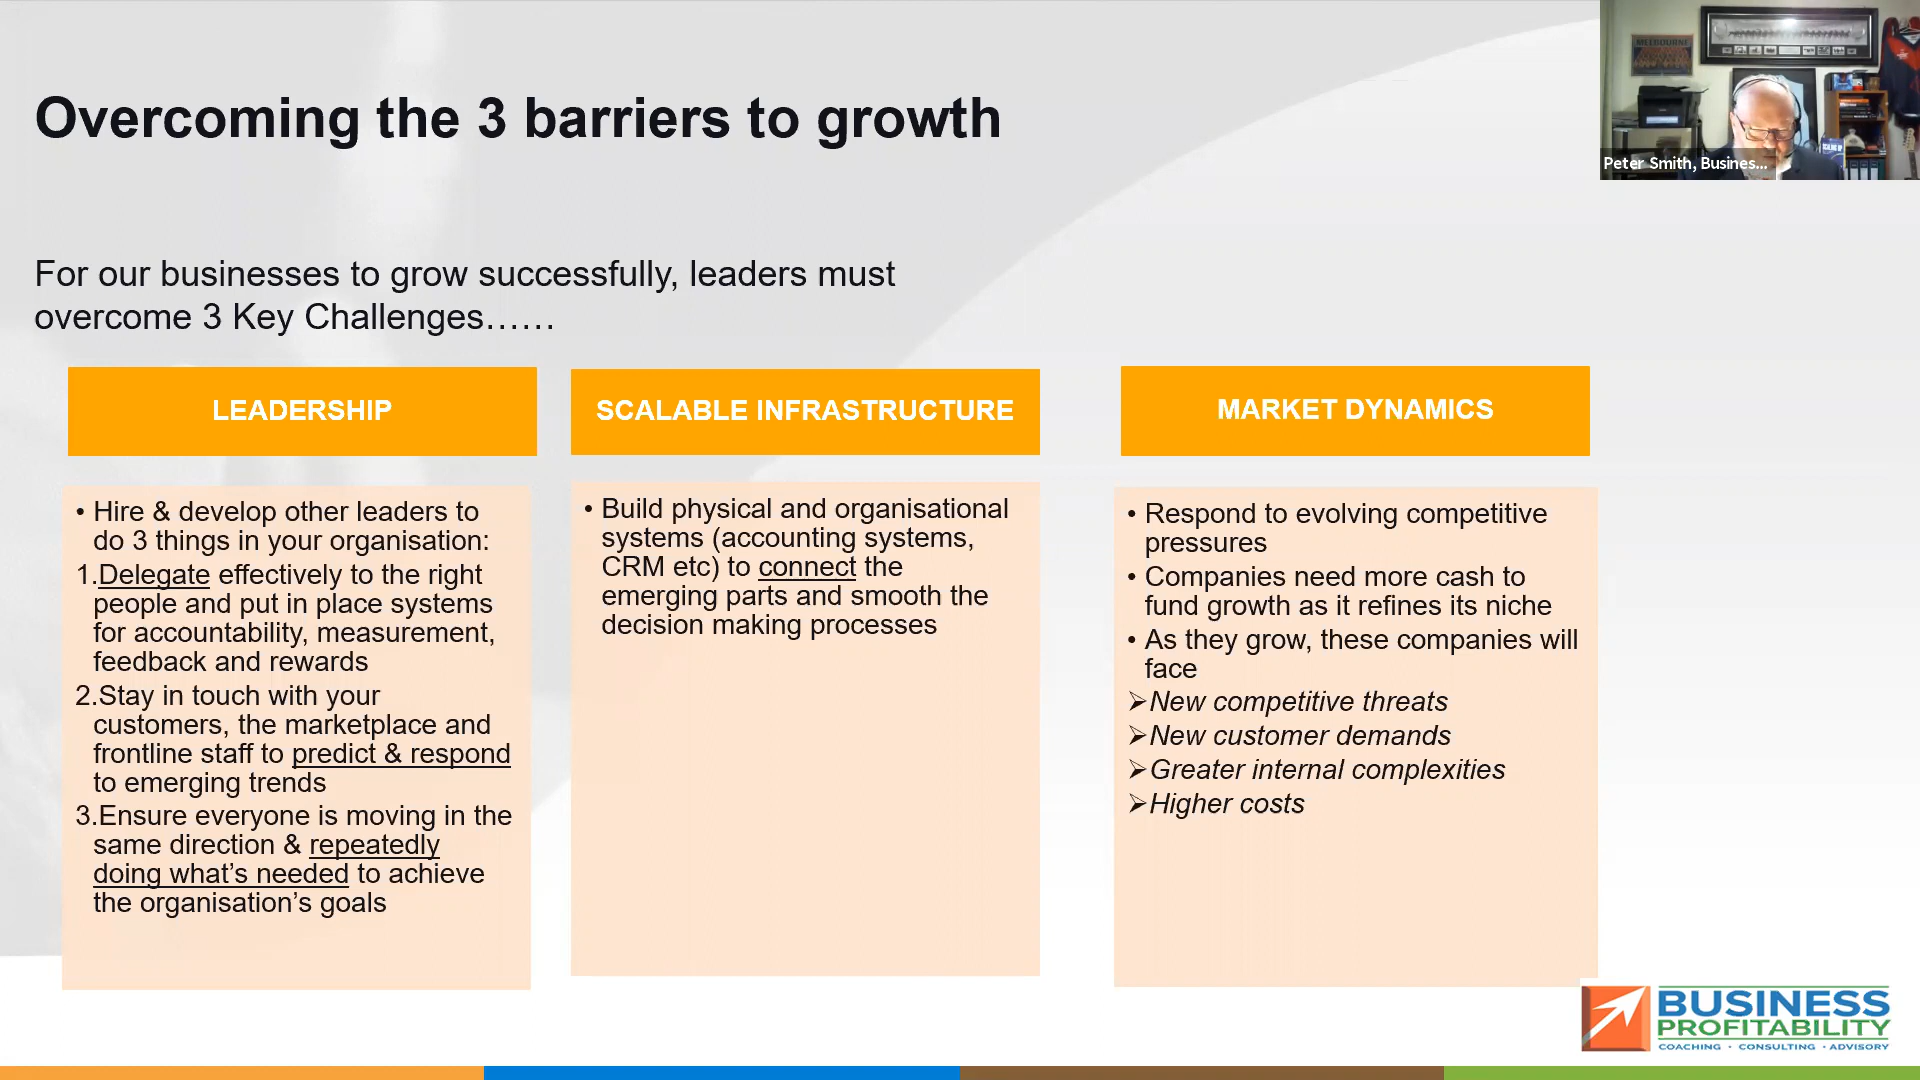 Overcoming the 3 barriers to growth
MELBOURNE
Peter Smith, Busines...
SCALING UP
For our businesses to grow successfully, leaders must
overcome 3 Key Challenges……
LEADERSHIP
• Hire & develop other leaders to
do 3 things in your organisation:
1.Delegate effectively to the right
people and put in place systems
for accountability, measurement,
feedback and rewards
2.Stay in touch with your
customers, the marketplace and
frontline staff to predict & respond
to emerging trends
3.Ensure everyone is moving in the
same direction & repeatedly
doing what’s needed to achieve
the organisation’s goals
SCALABLE INFRASTRUCTURE
• Build physical and organisational
systems (accounting systems,
CRM etc) to connect the
emerging parts and smooth the
decision making processes
MARKET DYNAMICS
• Respond to evolving competitive
pressures
• Companies need more cash to
fund growth as it refines its niche
• As they grow, these companies will
face
➢New competitive threats
➢New customer demands
➢Greater internal complexities
➢Higher costs
BUSINESS
PROFITABILITY
COACHING · CONSULTING · ADVISORY